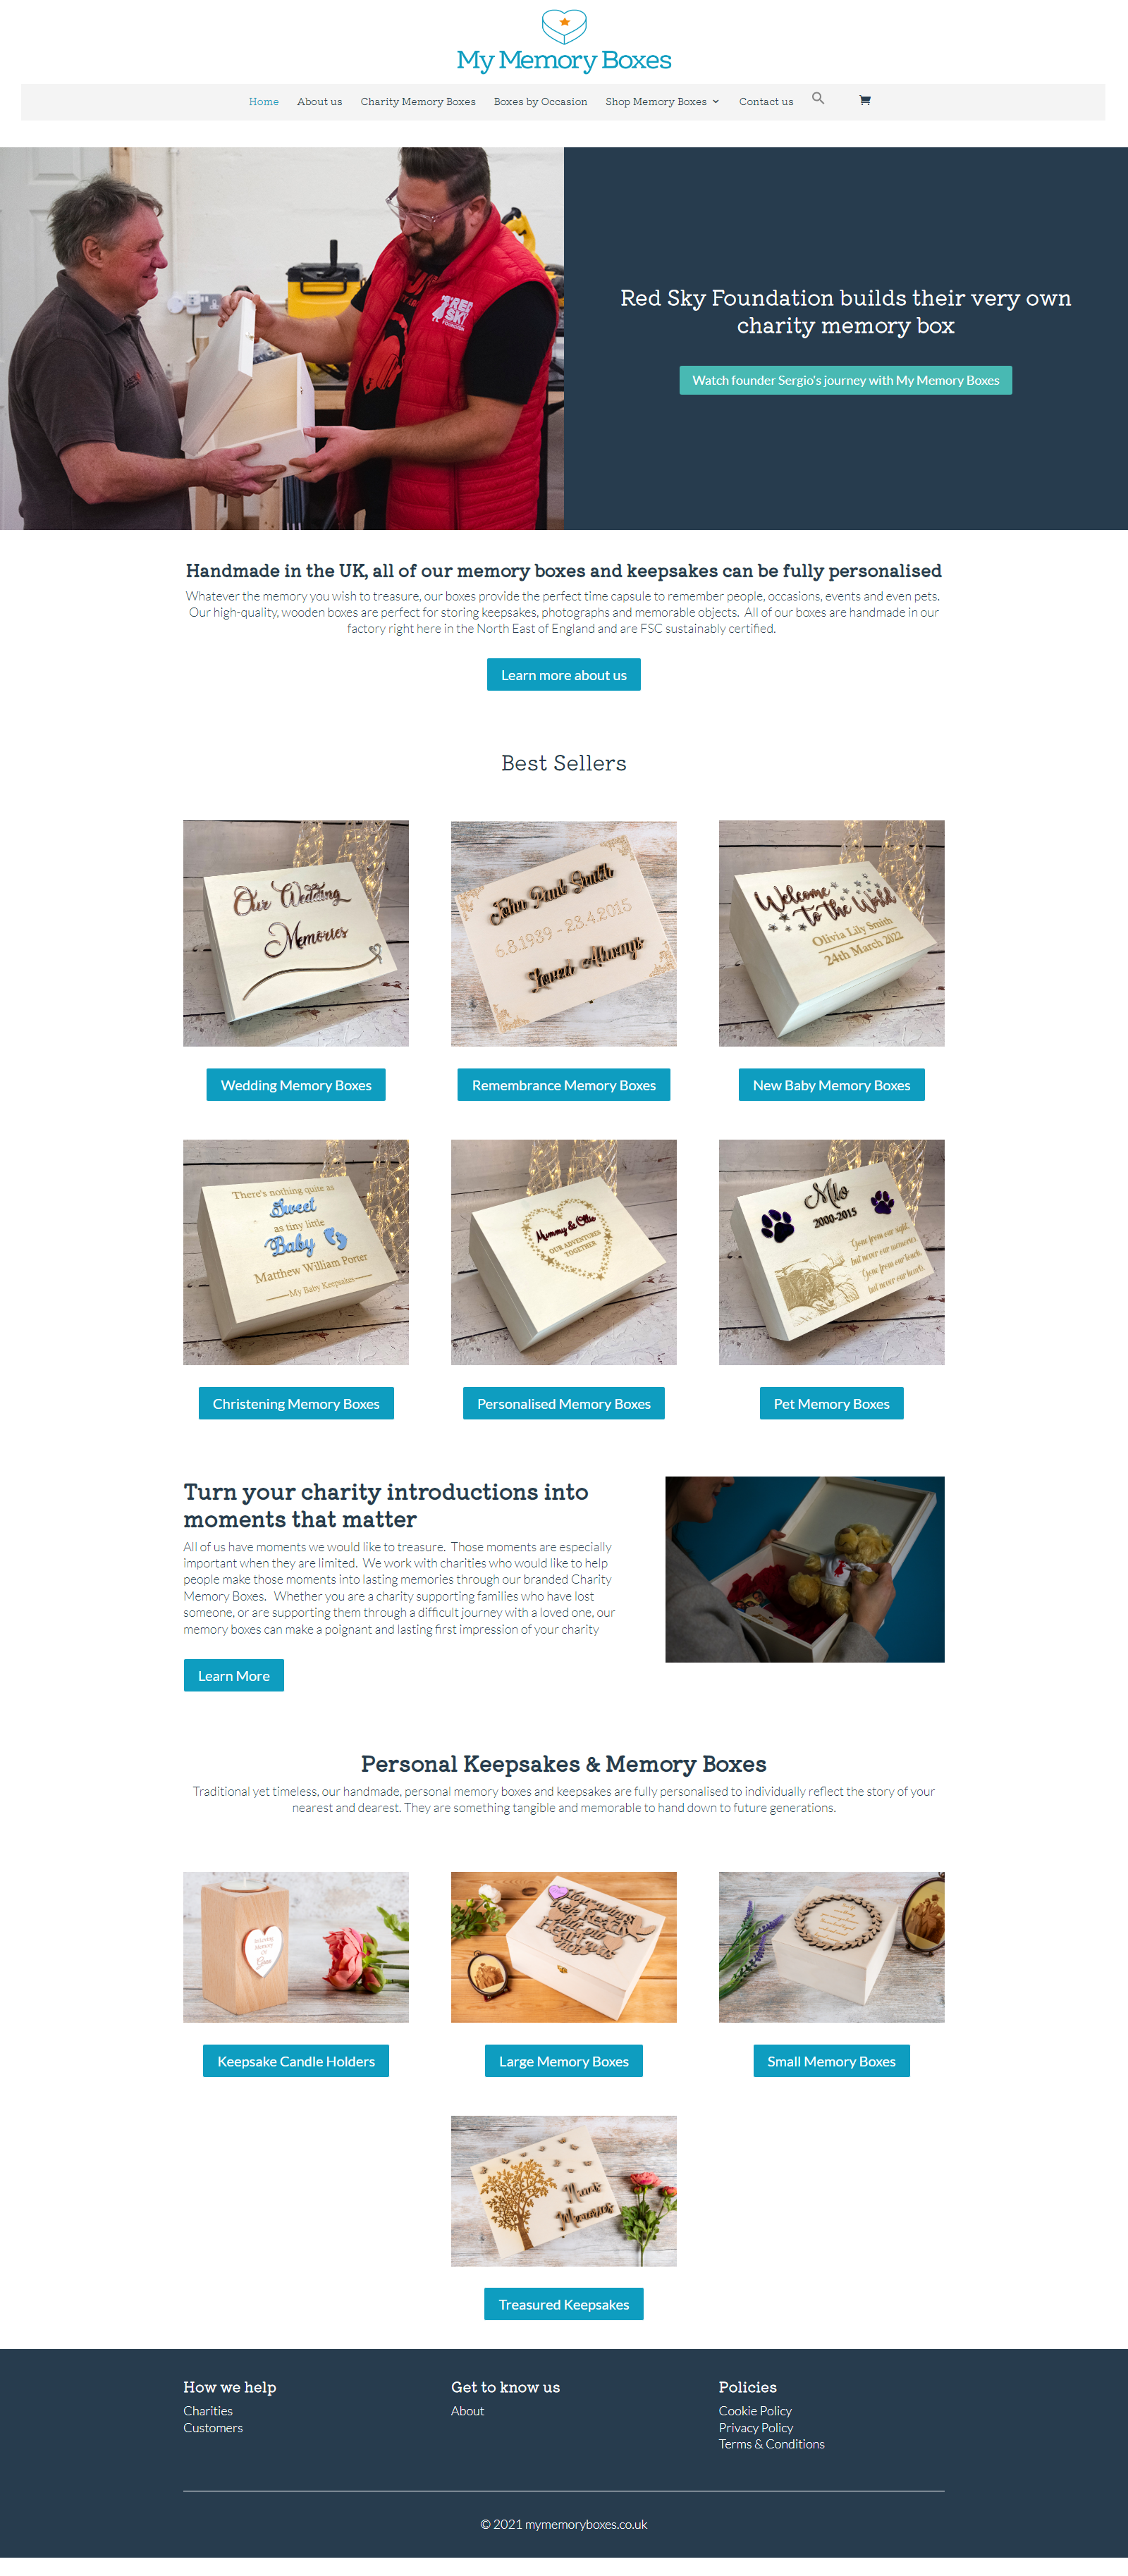 My Memory Boxes
Home About us Charity Memory Boxes Boxes by Occasion Shop Memory Boxes Contact us
RED
SKY
FOUNDATION
Red Sky Foundation builds their very own
charity memory box
Watch founder Sergio's journey with My Memory Boxes
Handmade in the UK, all of our memory boxes and keepsakes can be fully personalised
Whatever the memory you wish to treasure, our boxes provide the perfect time capsule to remember people, occasions, events and even pets.
Our high-quality, wooden boxes are perfect for storing keepsakes, photographs and memorable objects. All of our boxes are handmade in our
factory right here in the North East of England and are FSC sustainably certified.
Learn more about us
Best Sellers
Our Wedding
Memories
John Paul Smith
6.8.1939 - 23.4.2015
Loved Always
Welcome
To the World
Olivia Lily Smith
24th March 2022
Wedding Memory Boxes
Remembrance Memory Boxes
New Baby Memory Boxes
There's nothing quite as
Sweet
as tiny little
Baby
Matthew William Porter
My Baby Keepsakes
Mummy & Ollie
OUR ADVENTURES
TOGETHER
Milo
2000-2015
Gone from our sight,
but never our memories.
Gone from our touch,
but never our hearts.
Christening Memory Boxes
Personalised Memory Boxes
Pet Memory Boxes
Turn your charity introductions into
moments that matter
All of us have moments we would like to treasure. Those moments are especially
important when they are limited. We work with charities who would like to help
people make those moments into lasting memories through our branded Charity
Memory Boxes. Whether you are a charity supporting families who have lost
someone, or are supporting them through a difficult journey with a loved one, our
memory boxes can make a poignant and lasting first impression of your charity
Learn More
Personal Keepsakes & Memory Boxes
Traditional yet timeless, our handmade, personal memory boxes and keepsakes are fully personalised to individually reflect the story of your
nearest and dearest. They are something tangible and memorable to hand down to future generations.
Keepsake Candle Holders
Large Memory Boxes
Small Memory Boxes
Memories
Treasured Keepsakes
How we help
Charities
Customers
Get to know us
About
Policies
Cookie Policy
Privacy Policy
Terms & Conditions
© 2021 mymemoryboxes.co.uk